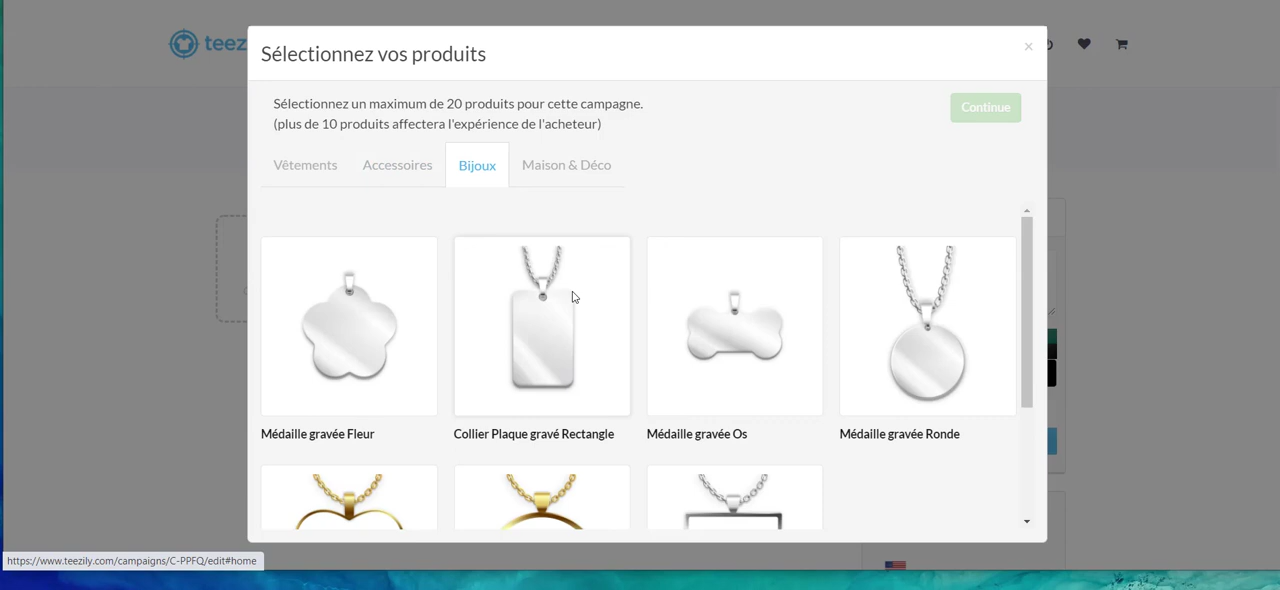 teez
Sélectionnez vos produits
×
Sélectionnez un maximum de 20 produits pour cette campagne.
(plus de 10 produits affectera l'expérience de l'acheteur)
Continue
Vêtements
Accessoires
Bijoux
Maison & Déco
Médaille gravée Fleur
Collier Plaque gravé Rectangle
Médaille gravée Os
Médaille gravée Ronde
https://www.teezily.com/campaigns/C-PPFQ/edit#home